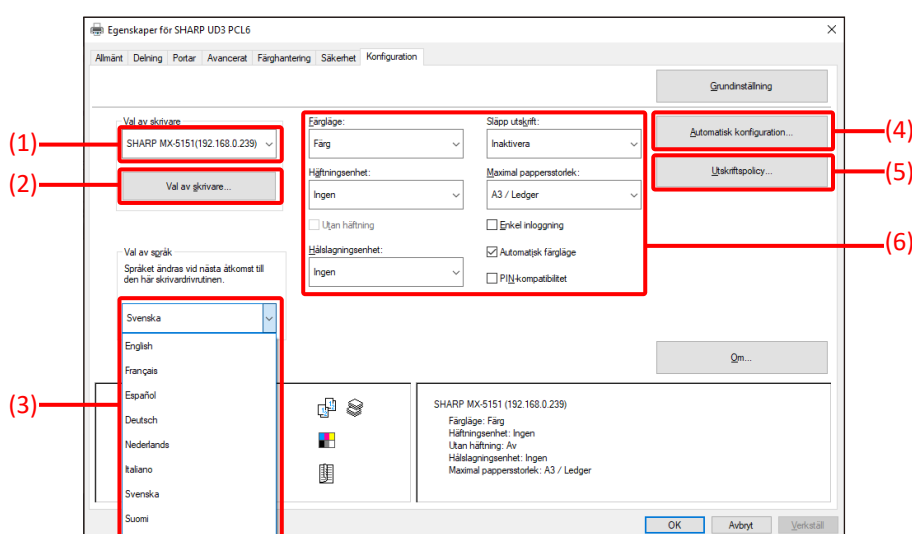 Egenskaper för SHARP UD3 PCL6
Allmänt Delning Portar Avancerat Färghantering Säkerhet Konfiguration
Grundinställning
Val av skrivare
SHARP MX-5151(192.168.0.239)
Val av skrivare...
Färgläge:
Färg
Häftningsenhet:
Ingen
Utan häftning
Hålslagningsenhet:
Ingen
Släpp utskrift:
Inaktivera
Maximal pappersstorlek:
A3 / Ledger
Enkel inloggning
Automatisk färgläge
PIN-kompatibilitet
Automatisk konfiguration...
Utskriftspolicy...
(1)
(2)
(3)
(4)
(5)
(6)
Val av språk
Språket ändras vid nästa åtkomst till
den här skrivardrivrutinen.
Svenska
English
Français
Español
Deutsch
Nederlands
Italiano
Svenska
Suomi
Om...
SHARP MX-5151 (192.168.0.239)
Färgläge: Färg
Häftningsenhet: Ingen
Utan häftning: Av
Hålslagningsenhet: Ingen
Maximal pappersstorlek: A3 / Ledger
OK Avbryt Verkställ